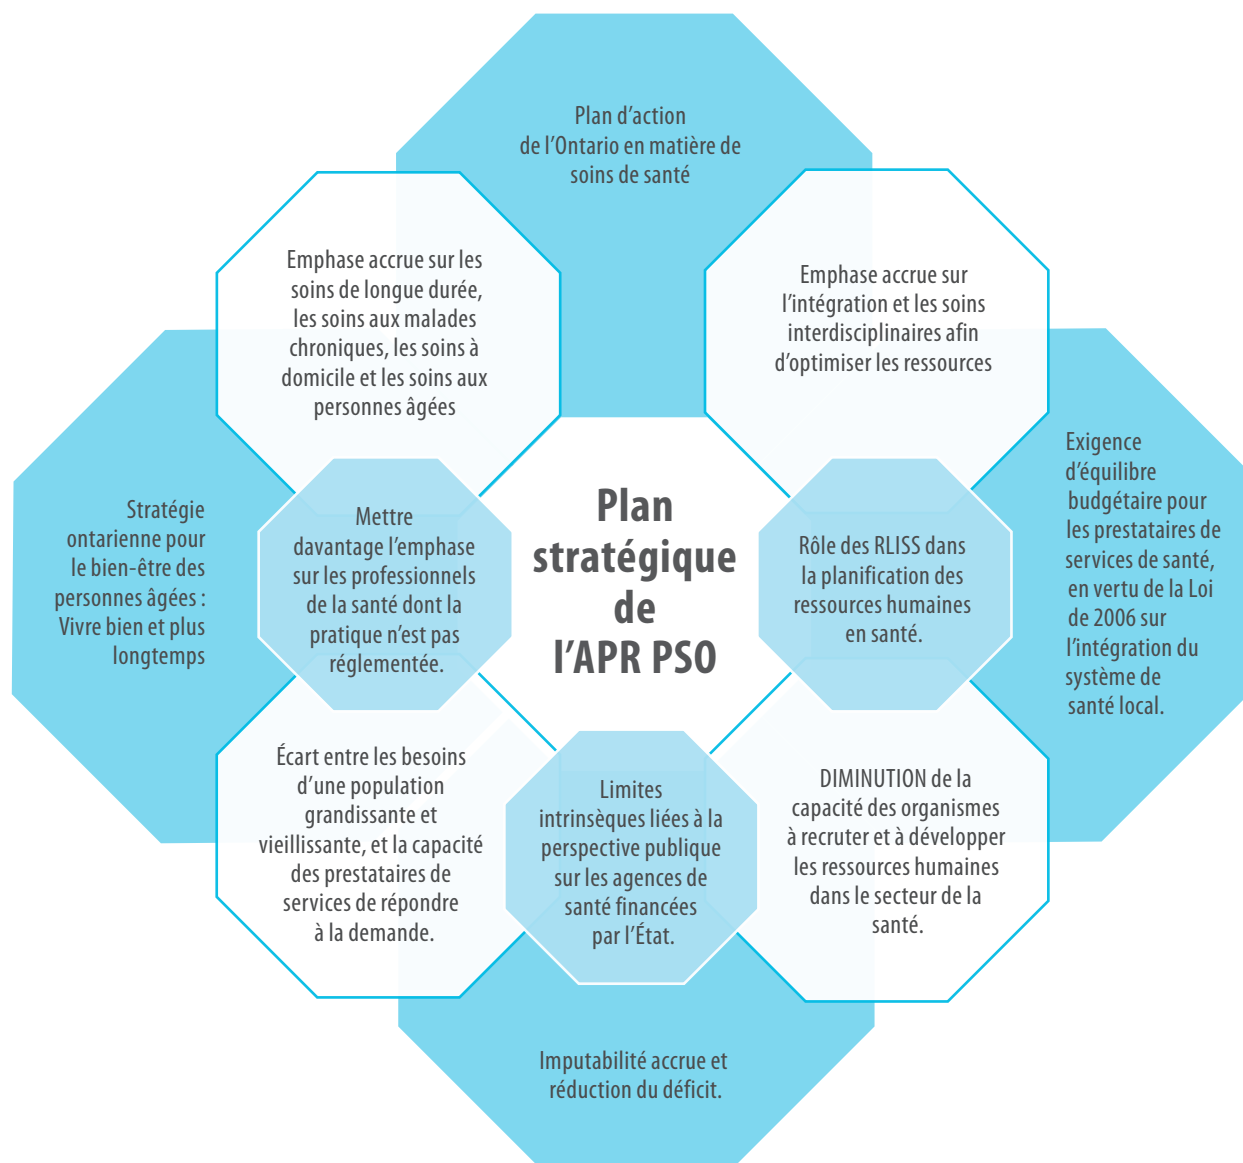 Plan d’action
de l’Ontario en matière de
soins de santé
Emphase accrue sur les
soins de longue durée,
les soins aux malades
chroniques, les soins à
domicile et les soins aux
personnes âgées
Emphase accrue sur
l’intégration et les soins
interdisciplinaires afin
d’optimiser les ressources
Stratégie
ontarienne pour
le bien-être des
personnes âgées :
Vivre bien et plus
longtemps
Mettre
davantage l’emphase
sur les professionnels
de la santé dont la
pratique n’est pas
réglementée.
Plan
stratégique
de
l’APR PSO
Rôle des RLISS dans
la planification des
ressources humaines
en santé.
Exigence
d’équilibre
budgétaire pour
les prestataires de
services de santé,
en vertu de la Loi
de 2006 sur
l’intégration du
système de
santé local.
Écart entre les besoins
d’une population
grandissante et
vieillissante, et la capacité
des prestataires de
services de répondre
à la demande.
Limites
intrinsèques liées à la
perspective publique
sur les agences de
santé financées
par l’État.
DIMINUTION de la
capacité des organismes
à recruter et à développer
les ressources humaines
dans le secteur de la
santé.
Imputabilité accrue et
réduction du déficit.